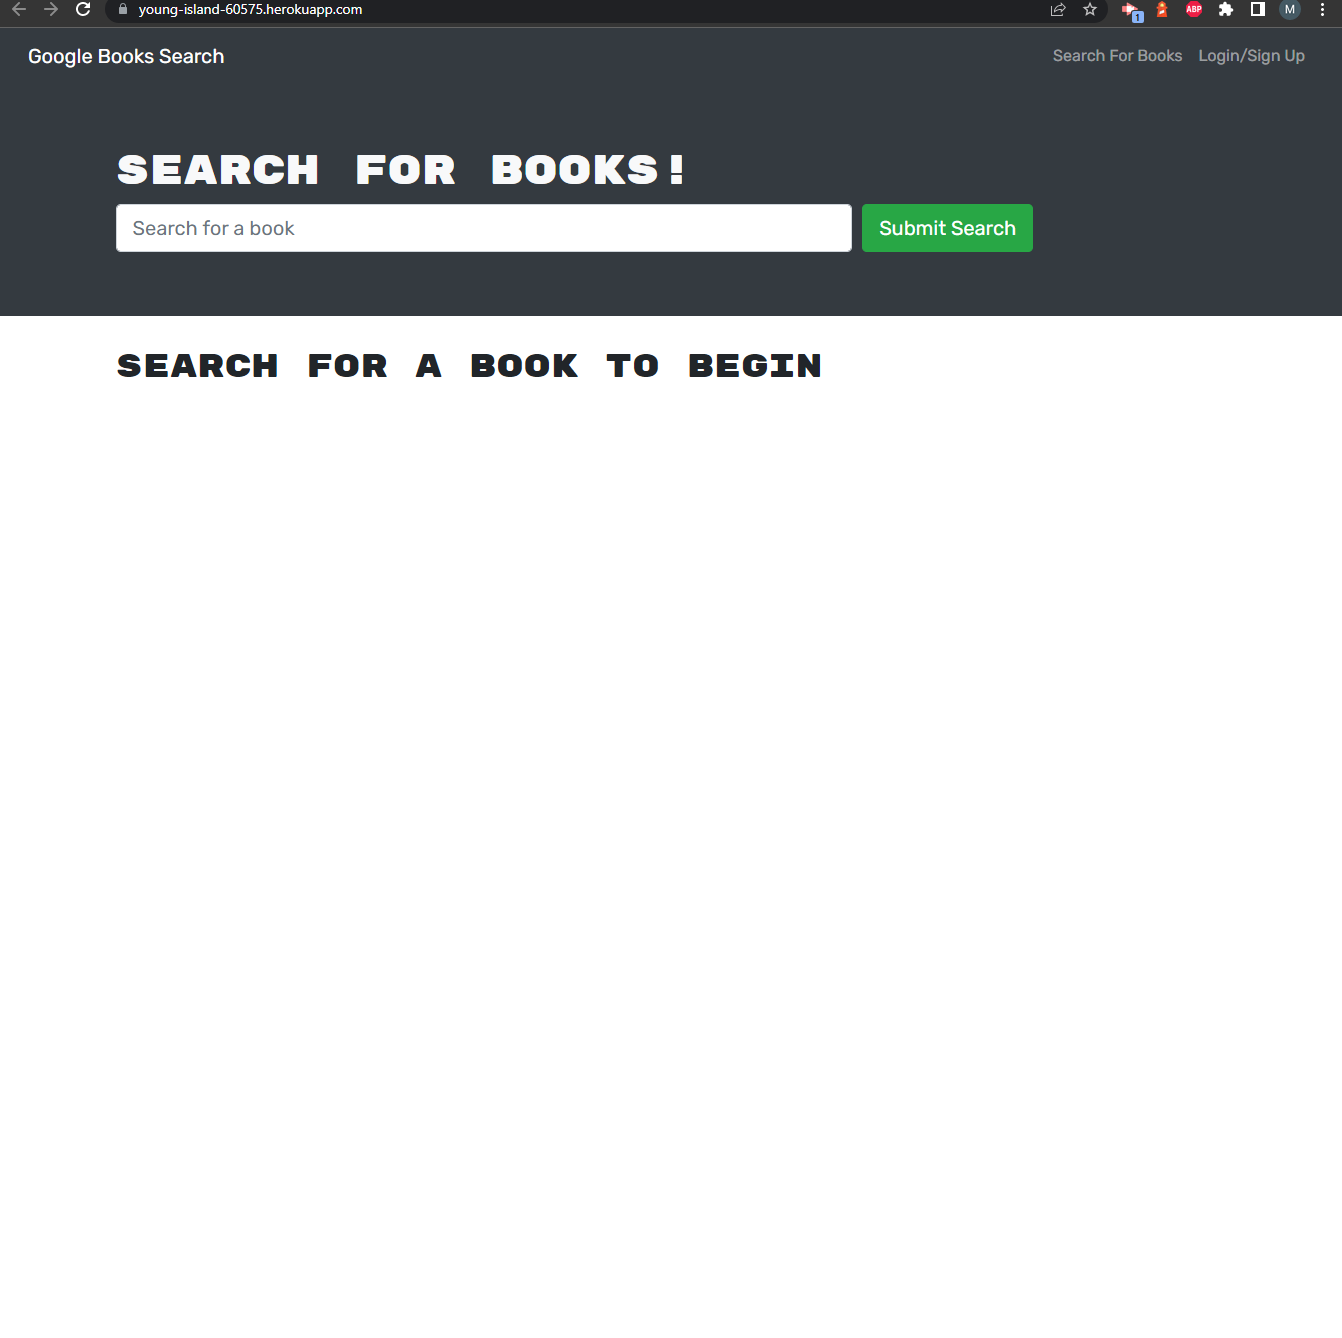 young-island-60575.herokuapp.com
1
ABP
M
Google Books Search
Search For Books
Login/Sign Up
SEARCH FOR BOOKS!
Search for a book
Submit Search
SEARCH FOR A BOOK TO BEGIN